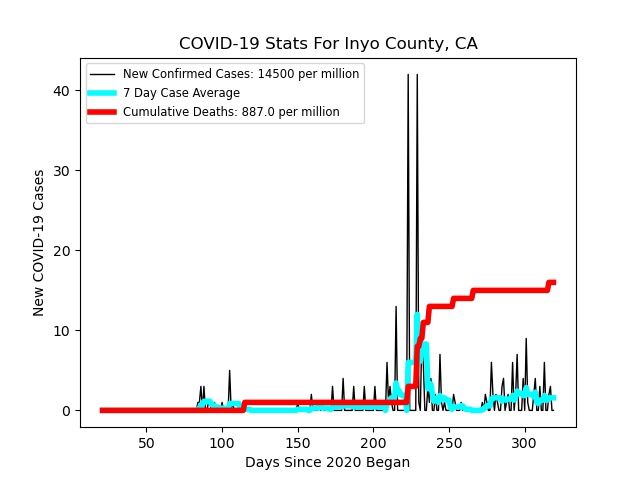 COVID-19 Stats For Inyo County, CA
New Confirmed Cases: 14500 per million
7 Day Case Average
Cumulative Deaths: 887.0 per million
New COVID-19 Cases
40
30
20
10
0
50 100 150 200 250 300
Days Since 2020 Began